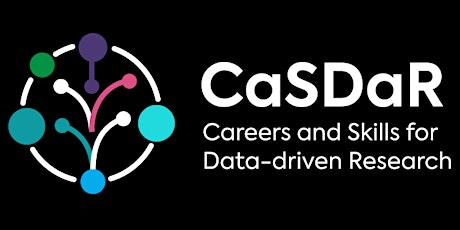 CaSDaR
Careers and Skills for
Data-driven Research